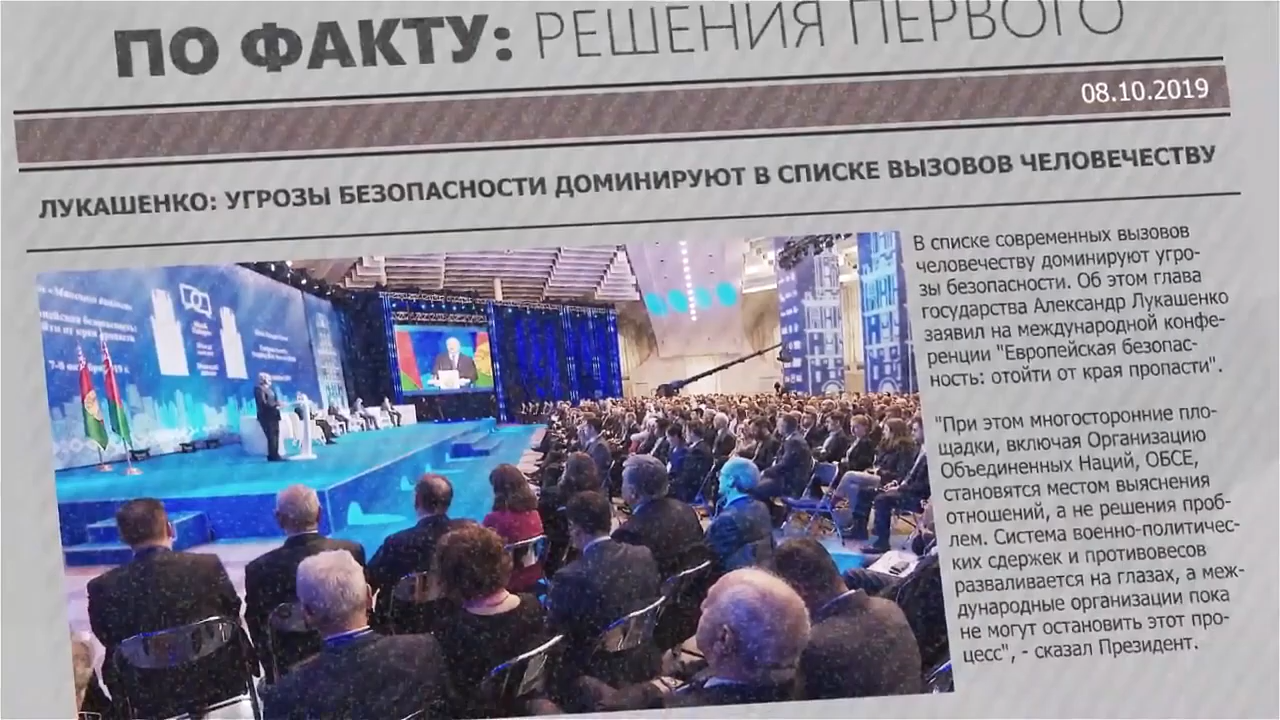 ПО ФАКТУ: РЕШЕНИЯ ПЕРВОГО
08.10.2019
ЛУКАШЕНКО: УГРОЗЫ БЕЗОПАСНОСТИ ДОМИНИРУЮТ В СПИСКЕ ВЫЗОВОВ ЧЕЛОВЕЧЕСТВУ
В списке современных вызовов
человечеству доминируют угро-
зы безопасности. Об этом глава
государства Александр Лукашенко
заявил на международной конфе-
ренции "Европейская безопас-
ность: отойти от края пропасти".
"При этом многосторонние пло-
щадки, включая Организацию
Объединенных Наций, ОБСЕ,
становятся местом выяснения
отношений, а не решения проб-
лем. Система военно-политичес-
ких сдержек и противовесов
разваливается на глазах, а меж-
дународные организации пока
не могут остановить этот про-
цесс", - сказал Президент.